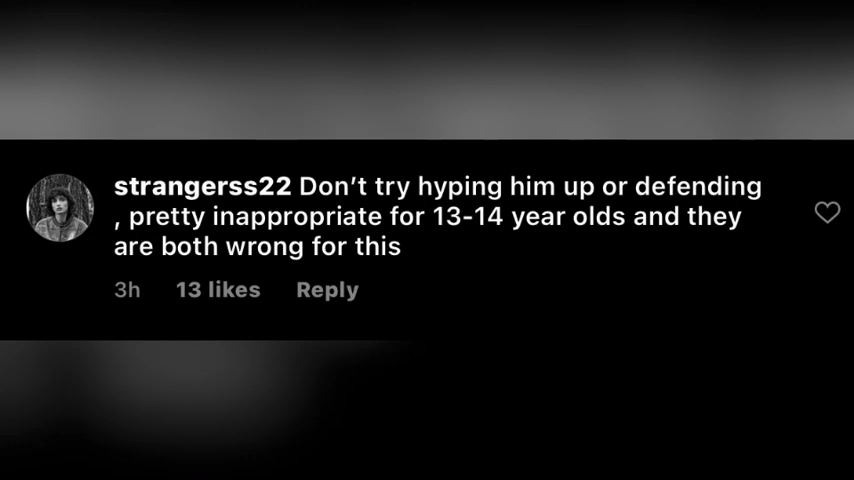 strangerss22 Don’t try hyping him up or defending
, pretty inappropriate for 13-14 year olds and they
are both wrong for this
3h 13 likes Reply